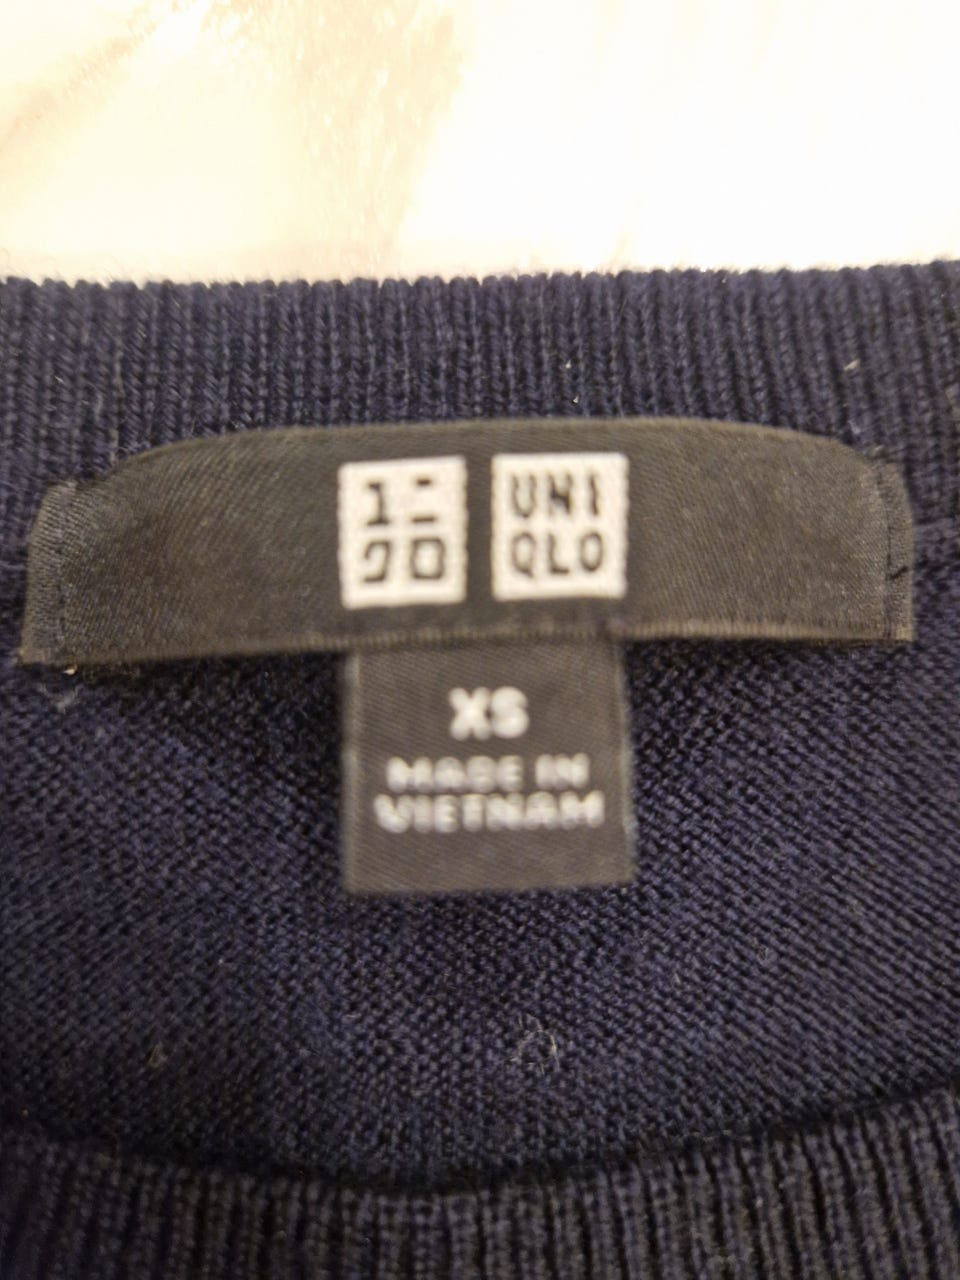 ユニ
クロ
UNI
QLO
XS
MADE IN
VIETNAM